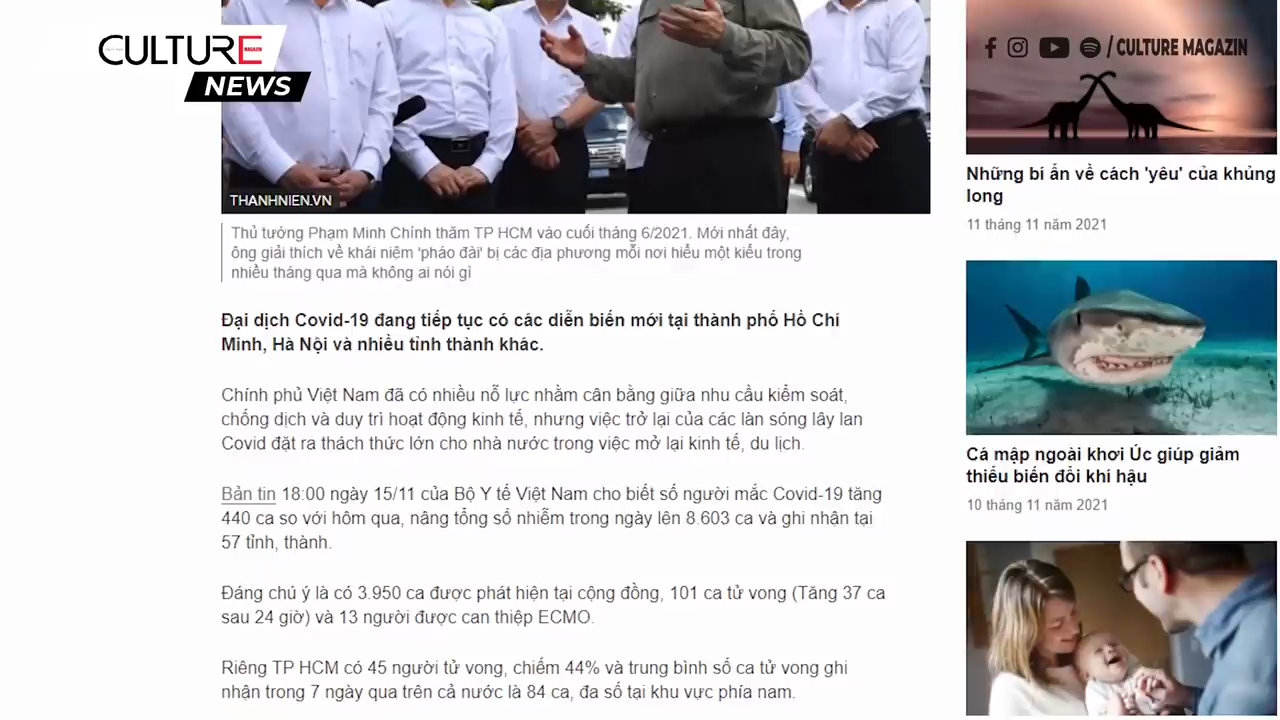 CULTURE
MAGAZIN
NEWS
/ CULTURE MAGAZIN
THANHNIEN.VN
Thủ tướng Phạm Minh Chính thăm TP HCM vào cuối tháng 6/2021. Mới nhất đây,
ông giải thích về khái niệm 'pháo đài' bị các địa phương mỗi nơi hiểu một kiểu trong
nhiều tháng qua mà không ai nói gì
Đại dịch Covid-19 đang tiếp tục có các diễn biến mới tại thành phố Hồ Chí
Minh, Hà Nội và nhiều tỉnh thành khác.
Chính phủ Việt Nam đã có nhiều nỗ lực nhằm cân bằng giữa nhu cầu kiểm soát,
chống dịch và duy trì hoạt động kinh tế, nhưng việc trở lại của các làn sóng lây lan
Covid đặt ra thách thức lớn cho nhà nước trong việc mở lại kinh tế, du lịch.
Bản tin 18:00 ngày 15/11 của Bộ Y tế Việt Nam cho biết số người mắc Covid-19 tăng
440 ca so với hôm qua, nâng tổng số nhiễm trong ngày lên 8.603 ca và ghi nhận tại
57 tỉnh, thành.
Đáng chú ý là có 3.950 ca được phát hiện tại cộng đồng, 101 ca tử vong (Tăng 37 ca
sau 24 giờ) và 13 người được can thiệp ECMO.
Riêng TP HCM có 45 người tử vong, chiếm 44% và trung bình số ca tử vong ghi
nhận trong 7 ngày qua trên cả nước là 84 ca, đa số tại khu vực phía nam.
Những bí ẩn về cách 'yêu' của khủng
long
11 tháng 11 năm 2021
Cá mập ngoài khơi Úc giúp giảm
thiểu biến đổi khí hậu
10 tháng 11 năm 2021